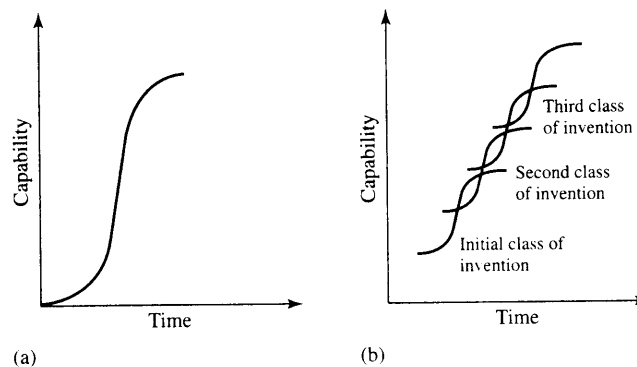 Capability
Time
(a)
Capability
Third class
of invention
Second class
of invention
Initial class of
invention
Time
(b)